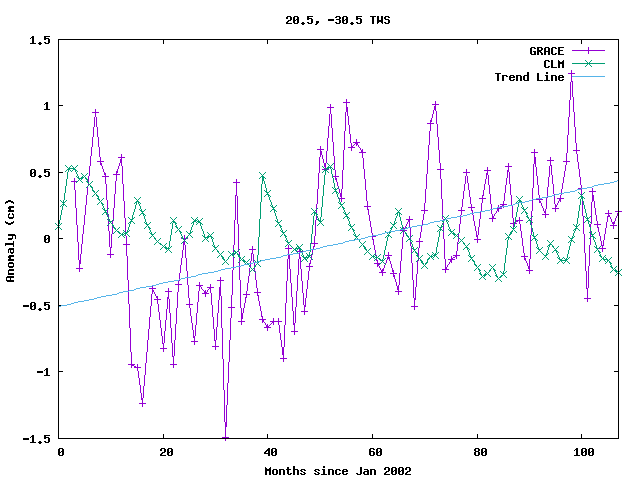 20.5, -30.5 TWS
GRACE
CLM
Trend Line
1.5
1
0.5
0
-0.5
-1
-1.5
Anomaly (cm)
0 20 40 60 80 100
Months since Jan 2002